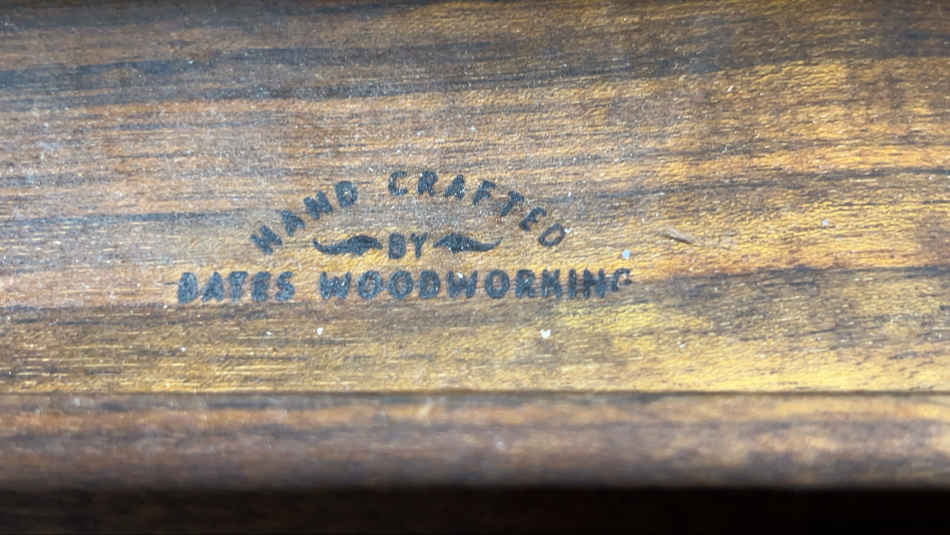 HAND CRAFTED
BY
BATES WOODWORKING